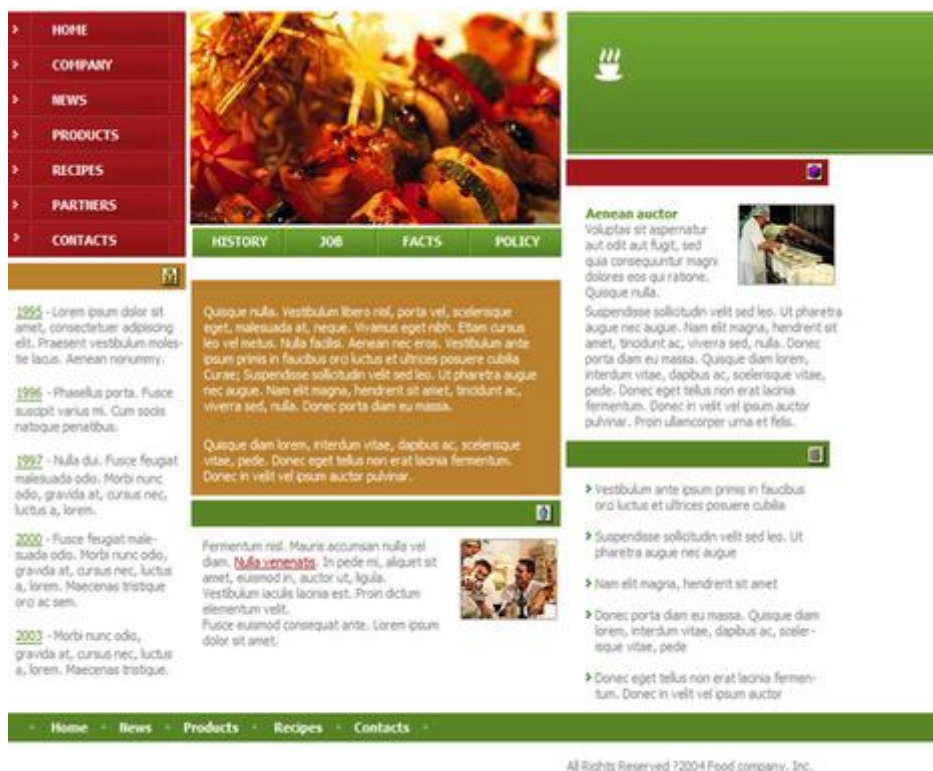 HOME
COMPANY
NEWS
PRODUCTS
RECIPES
PARTNERS
CONTACTS
HISTORY
JOB
FACTS
POLICY
1995 - Lorem ipsum dolor sit
amet, consectetuer adipiscing
elit. Praesent vestibulum moles-
tie lacus. Aenean nonummy.
1996 - Phasellus porta. Fusce
suscipit varius mi. Cum sociis
natoque penatibus.
1997 - Nulla dui. Fusce feugiat
malesuada odio. Morbi nunc
odio, gravida at, cursus nec,
luctus a, lorem.
2000 - Fusce feugiat male-
suada odio. Morbi nunc odio,
gravida at, cursus nec, luctus
a, lorem. Maecenas tristique
orci ac sem.
2003 - Morbi nunc odio,
gravida at, cursus nec, luctus
a, lorem. Maecenas tristique.
Quisque nulla. Vestibulum libero nisl, porta vel, scelerisque
eget, malesuada at, neque. Vivamus eget nibh. Etiam cursus
leo vel metus. Nulla facilisi. Aenean nec eros. Vestibulum ante
ipsum primis in faucibus orci luctus et ultrices posuere cubilia
Curae; Suspendisse sollicitudin velit sed leo. Ut pharetra augue
nec augue. Nam elit magna, hendrerit sit amet, tincidunt ac,
viverra sed, nulla. Donec porta diam eu massa.
Quisque diam lorem, interdum vitae, dapibus ac, scelerisque
vitae, pede. Donec eget tellus non erat lacinia fermentum.
Donec in velit vel ipsum auctor pulvinar.
Fermentum nisl. Mauris accumsan nulla vel
diam. Nulla venenatis. In pede mi, aliquet sit
amet, euismod in, auctor ut, ligula.
Vestibulum iaculis lacinia est. Proin dictum
elementum velit.
Fusce euismod consequat ante. Lorem ipsum
dolor sit amet.
Aenean auctor
Voluptas sit aspernatur
aut odit aut fugit, sed
quia consequuntur magni
dolores eos qui ratione.
Quisque nulla.
Suspendisse sollicitudin velit sed leo. Ut pharetra
augue nec augue. Nam elit magna, hendrerit sit
amet, tincidunt ac, viverra sed, nulla. Donec
porta diam eu massa. Quisque diam lorem,
interdum vitae, dapibus ac, scelerisque vitae,
pede. Donec eget tellus non erat lacinia
fermentum. Donec in velit vel ipsum auctor
pulvinar. Proin ullamcorper urna et felis.
Vestibulum ante ipsum primis in faucibus
orci luctus et ultrices posuere cubilia
Suspendisse sollicitudin velit sed leo. Ut
pharetra augue nec augue
Nam elit magna, hendrerit sit amet
Donec porta diam eu massa. Quisque diam
lorem, interdum vitae, dapibus ac, sceler-
isque vitae, pede
Donec eget tellus non erat lacinia fermen-
tum. Donec in velit vel ipsum auctor
Home
News
Products
Recipes
Contacts
All Rights Reserved ?2004 Food company, Inc.